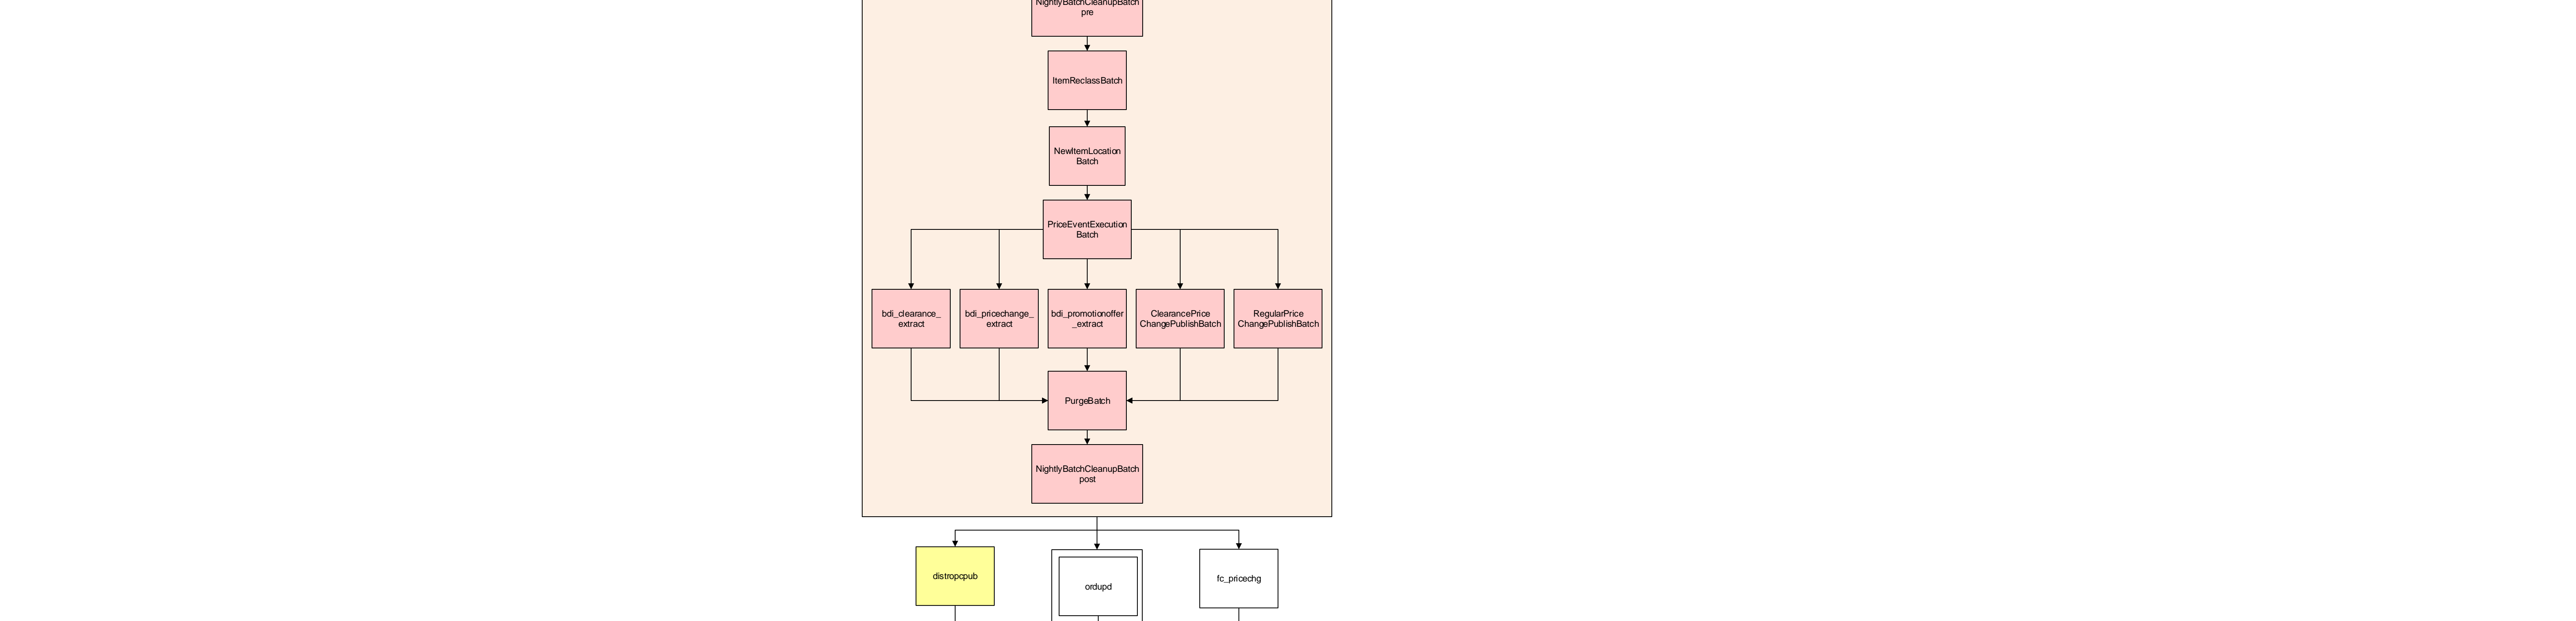 NightlyBatchCleanupBatch
pre
ItemReclassBatch
NewItemLocation
Batch
PriceEventExecution
Batch
bdi_clearance_
extract
bdi_pricechange_
extract
bdi_promotionoffer
_extract
ClearancePrice
ChangePublishBatch
RegularPrice
ChangePublishBatch
PurgeBatch
NightlyBatchCleanupBatch
post
distropcpub
ordupd
fc_pricechg